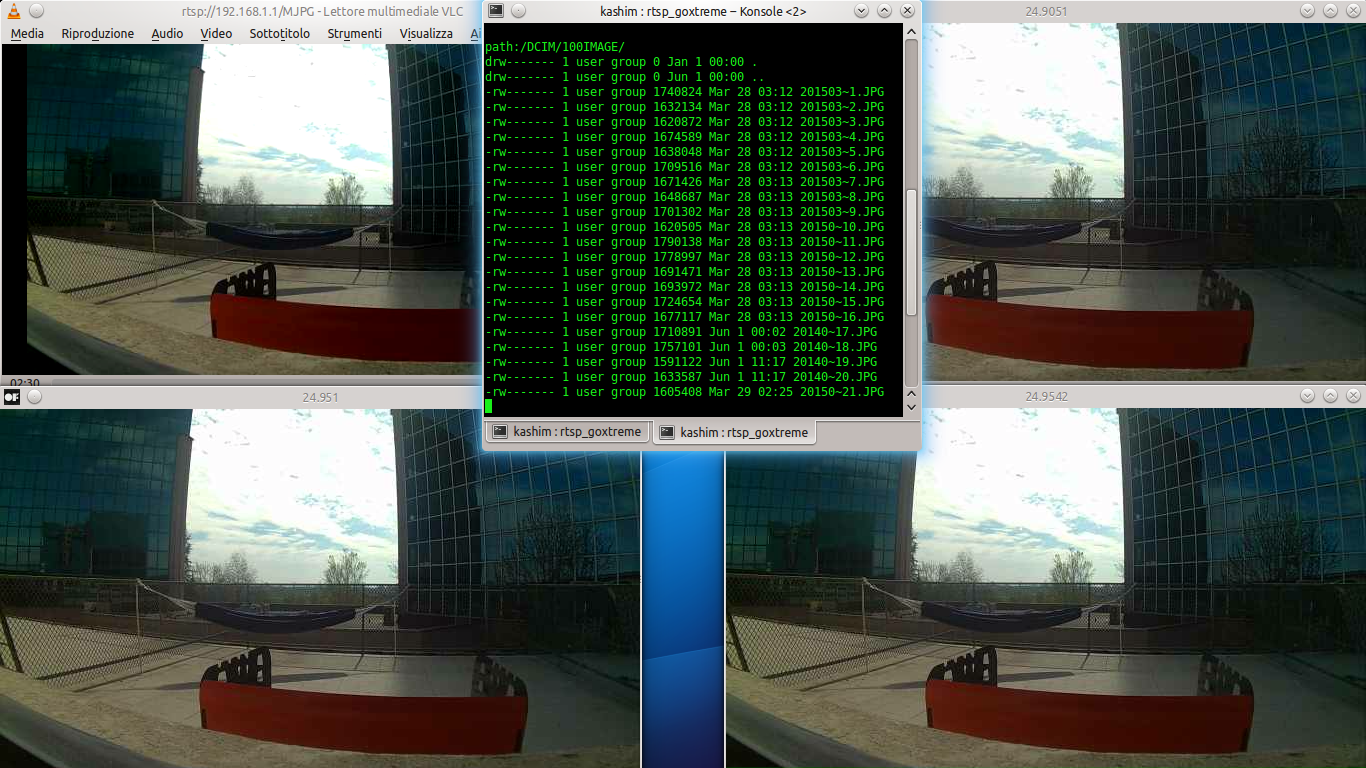 rtsp://192.168.1.1/MJPG - Lettore multimediale VLC
Media Riproduzione Audio Video Sottotitolo Strumenti Visualizza Ai
02:30
kashim : rtsp_goxtreme – Konsole <2>
path:/DCIM/100IMAGE/
drw------- 1 user group 0 Jan 1 00:00 .
drw------- 1 user group 0 Jun 1 00:00 ..
-rw------- 1 user group 1740824 Mar 28 03:12 201503~1.JPG
-rw------- 1 user group 1632134 Mar 28 03:12 201503~2.JPG
-rw------- 1 user group 1620872 Mar 28 03:12 201503~3.JPG
-rw------- 1 user group 1674589 Mar 28 03:12 201503~4.JPG
-rw------- 1 user group 1638048 Mar 28 03:12 201503~5.JPG
-rw------- 1 user group 1709516 Mar 28 03:12 201503~6.JPG
-rw------- 1 user group 1671426 Mar 28 03:13 201503~7.JPG
-rw------- 1 user group 1648687 Mar 28 03:13 201503~8.JPG
-rw------- 1 user group 1701302 Mar 28 03:13 201503~9.JPG
-rw------- 1 user group 1620505 Mar 28 03:13 20150~10.JPG
-rw------- 1 user group 1790138 Mar 28 03:13 20150~11.JPG
-rw------- 1 user group 1778997 Mar 28 03:13 20150~12.JPG
-rw------- 1 user group 1691471 Mar 28 03:13 20150~13.JPG
-rw------- 1 user group 1693972 Mar 28 03:13 20150~14.JPG
-rw------- 1 user group 1724654 Mar 28 03:13 20150~15.JPG
-rw------- 1 user group 1677117 Mar 28 03:13 20150~16.JPG
-rw------- 1 user group 1710891 Jun 1 00:02 20140~17.JPG
-rw------- 1 user group 1757101 Jun 1 00:03 20140~18.JPG
-rw------- 1 user group 1591122 Jun 1 11:17 20140~19.JPG
-rw------- 1 user group 1633587 Jun 1 11:17 20140~20.JPG
-rw------- 1 user group 1605408 Mar 29 02:25 20150~21.JPG
kashim : rtsp_goxtreme kashim : rtsp_goxtreme
24.9051
24.951
24.9542